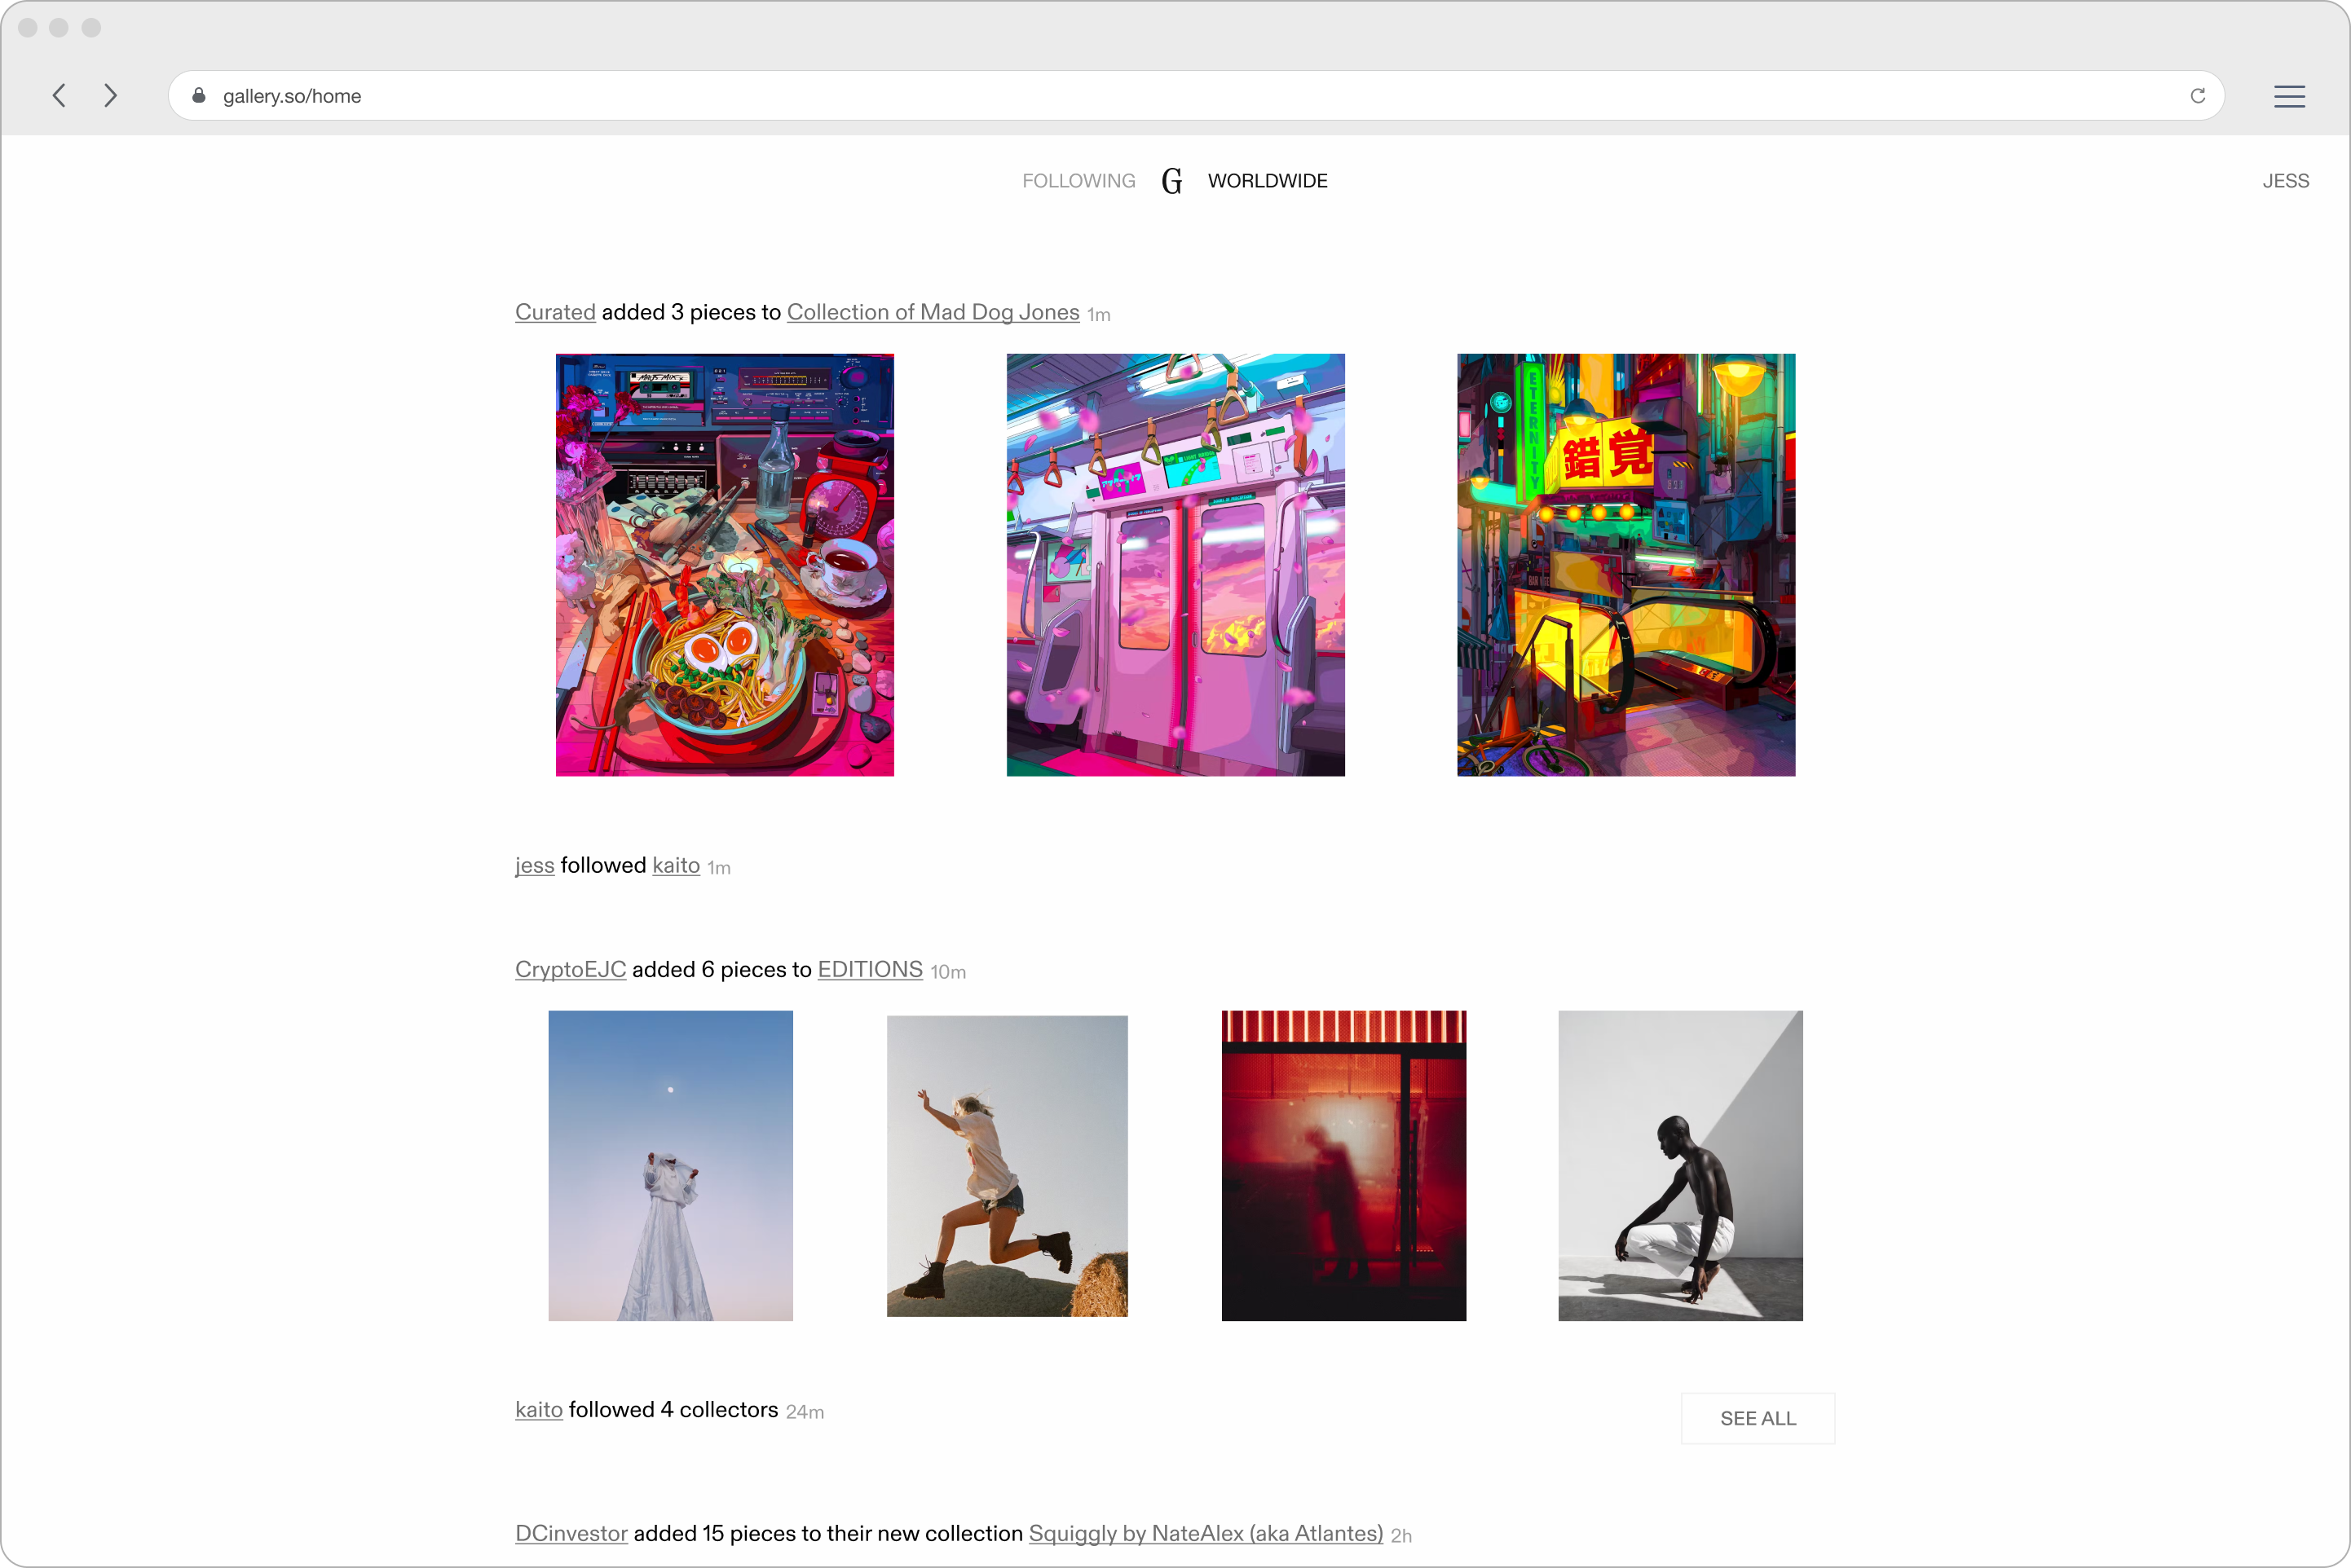 gallery.so/home
FOLLOWING G WORLDWIDE
JESS
Curated added 3 pieces to Collection of Mad Dog Jones 1m
ETERNITY
錯覚
jess followed kaito 1m
CryptoEJC added 6 pieces to EDITIONS 10m
kaito followed 4 collectors 24m
SEE ALL
DCinvestor added 15 pieces to their new collection Squiggly by NateAlex (aka Atlantes) 2h